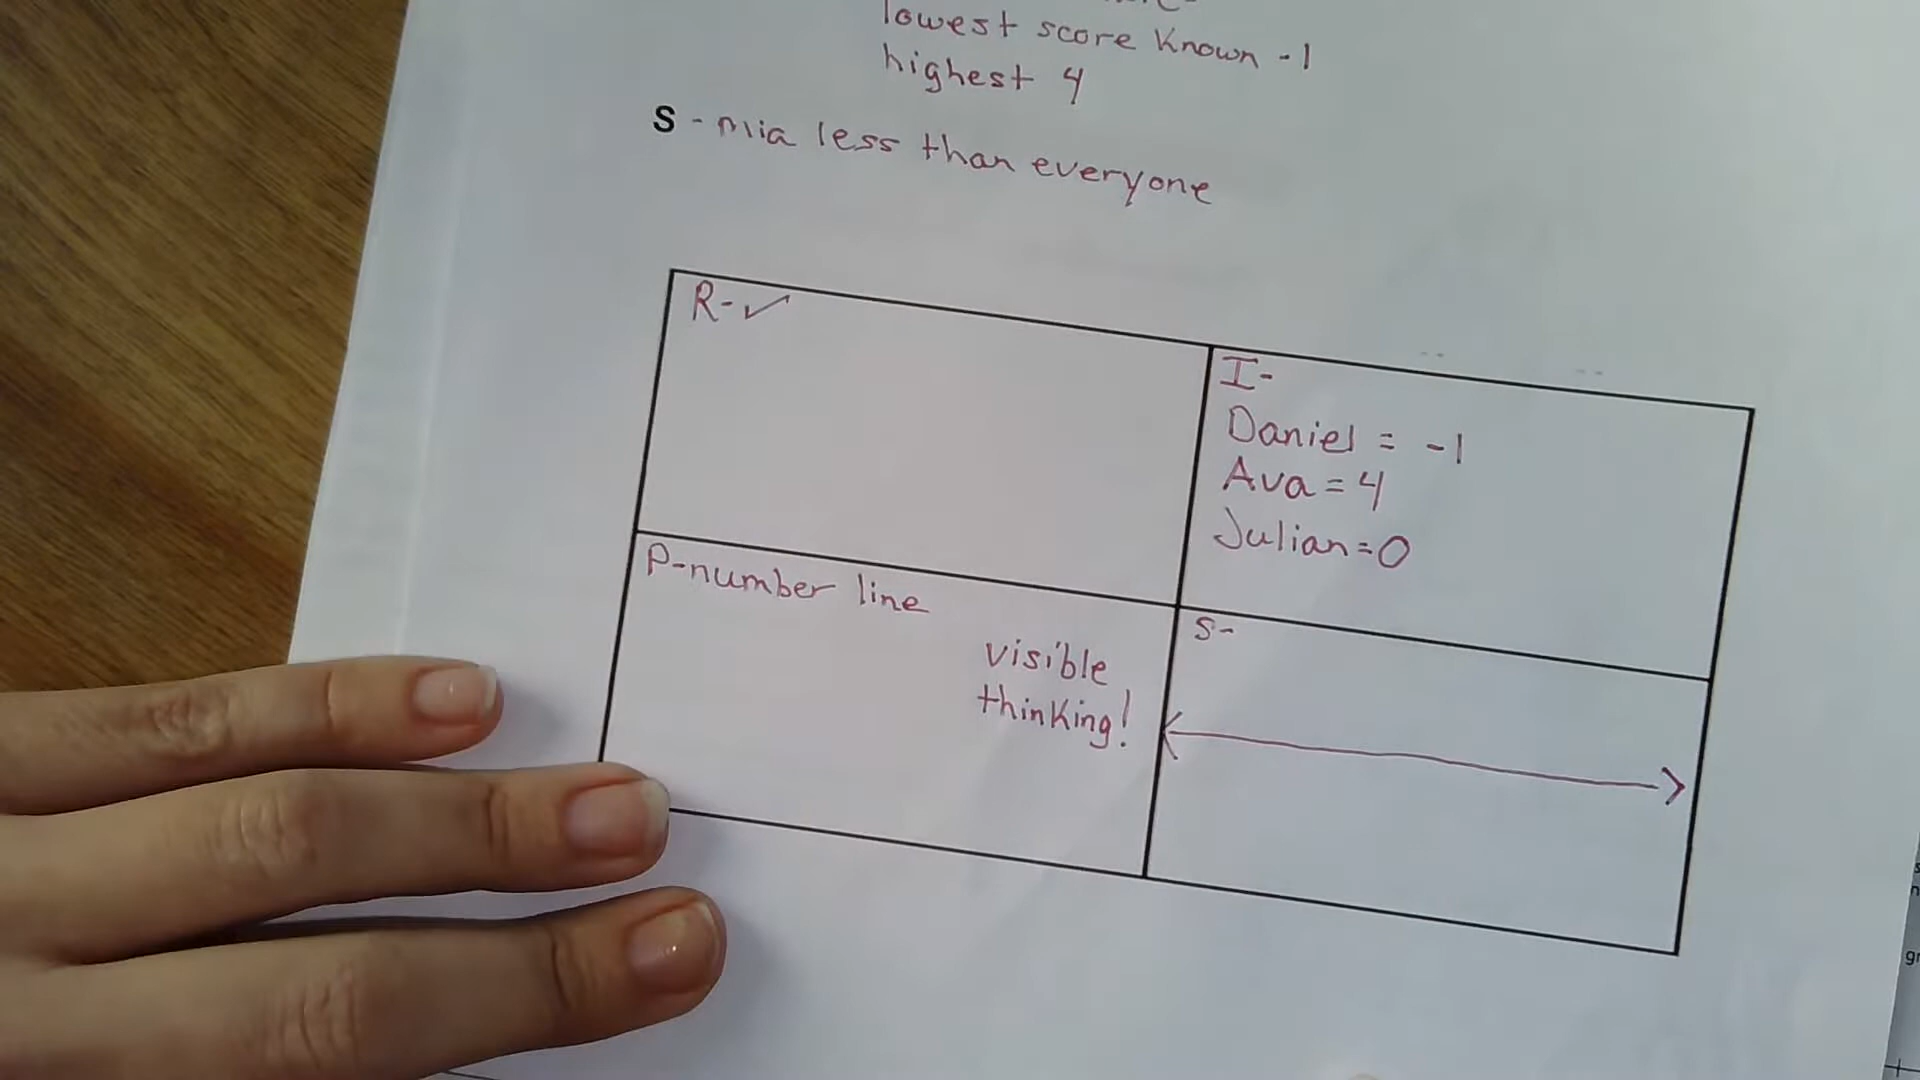 lowest score known -1
highest 4
S - mia less than everyone
R-✓
I-
Daniel = -1
Ava = 4
Julian=0
P-number line
visible
thinking!
S-